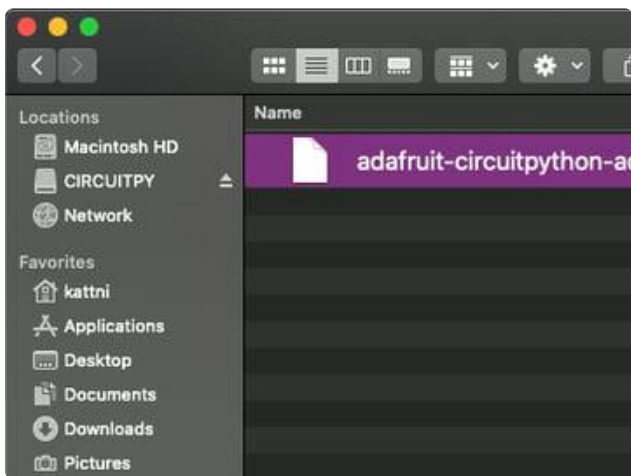 Locations
Name
Macintosh HD
adafruit-circuitpython-a
CIRCUITPY
Network
Favorites
kattni
Applications
Desktop
Documents
Downloads
Pictures